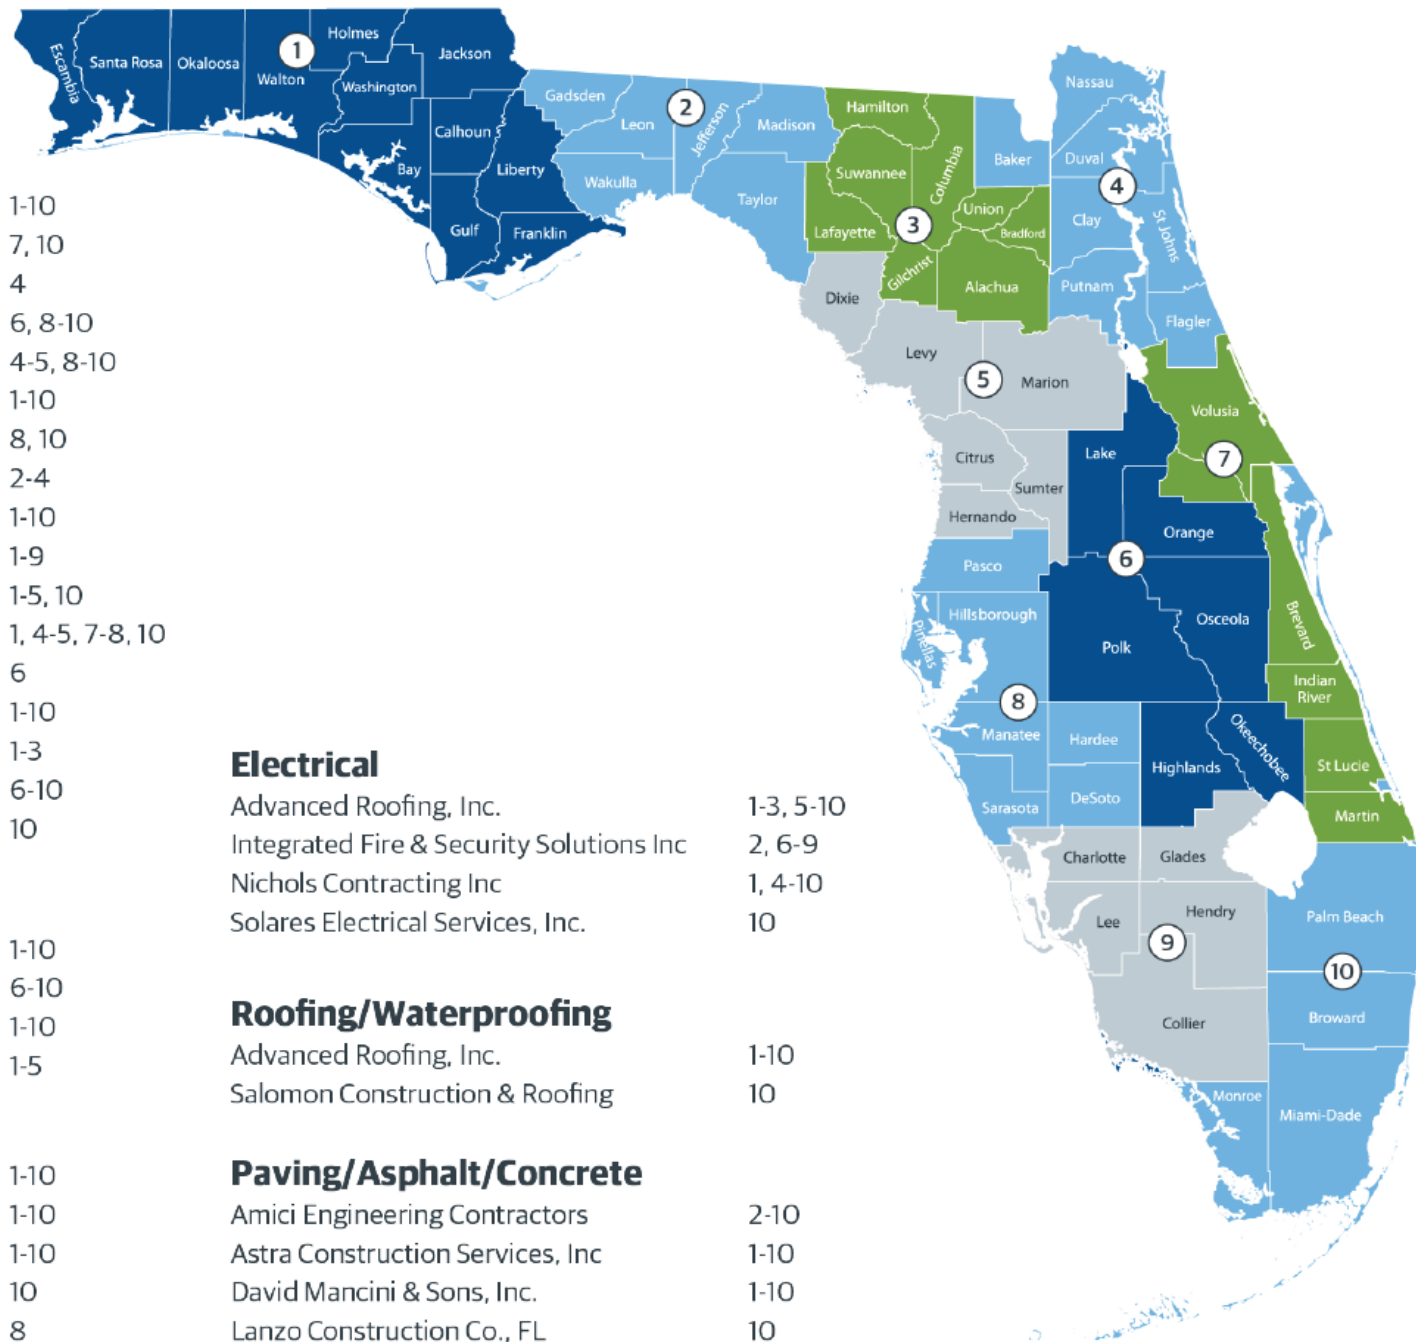 Escambia
Santa Rosa
Okaloosa
Walton
1
Holmes
Washington
Jackson
Bay
Calhoun
Gulf
Liberty
Franklin
Gadsden
Leon
2
Jefferson
Madison
Wakulla
Taylor
Hamilton
Suwannee
Columbia
Lafayette
3
Union
Bradford
Gilchrist
Alachua
Baker
Nassau
Duval
4
Clay
St Johns
Putnam
Flagler
Dixie
Levy
5
Marion
Citrus
Sumter
Hernando
Lake
Volusia
7
Orange
6
Pasco
Hillsborough
Pinellas
Polk
Osceola
Brevard
Indian
River
8
Manatee
Hardee
Highlands
Okeechobee
St Lucie
Sarasota
DeSoto
Martin
Charlotte
Glades
Lee
Hendry
9
Palm Beach
10
Collier
Broward
Monroe
Miami-Dade
1-10
7, 10
4
6, 8-10
4-5, 8-10
1-10
8, 10
2-4
1-10
1-9
1-5, 10
1, 4-5, 7-8, 10
6
1-10
1-3
6-10
10
1-10
6-10
1-10
1-5
1-10
1-10
1-10
10
8
Electrical
Advanced Roofing, Inc. 1-3, 5-10
Integrated Fire & Security Solutions Inc 2, 6-9
Nichols Contracting Inc 1, 4-10
Solares Electrical Services, Inc. 10
Roofing/Waterproofing
Advanced Roofing, Inc. 1-10
Salomon Construction & Roofing 10
Paving/Asphalt/Concrete
Amici Engineering Contractors 2-10
Astra Construction Services, Inc 1-10
David Mancini & Sons, Inc. 1-10
Lanzo Construction Co., FL 10